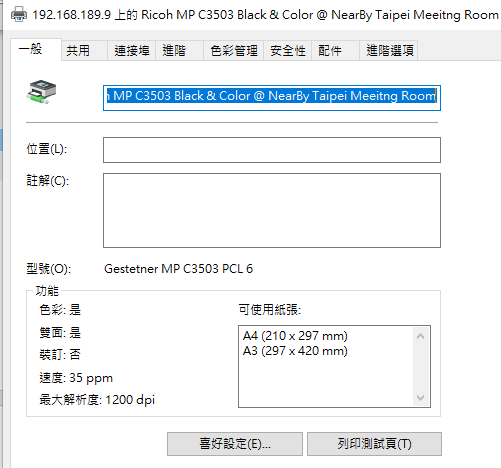 192.168.189.9 上的 Ricoh MP C3503 Black & Color @ NearBy Taipei Meeitng Room
一般 共用 連接埠 進階 色彩管理 安全性 配件 進階選項
MP C3503 Black & Color @ NearBy Taipei Meeitng Room
位置(L):
註解(C):
型號(O): Gestetner MP C3503 PCL 6
功能
色彩: 是 可使用紙張:
雙面: 是 A4 (210 x 297 mm)
裝訂: 否 A3 (297 x 420 mm)
速度: 35 ppm
最大解析度: 1200 dpi
喜好設定(E)... 列印測試頁(T)